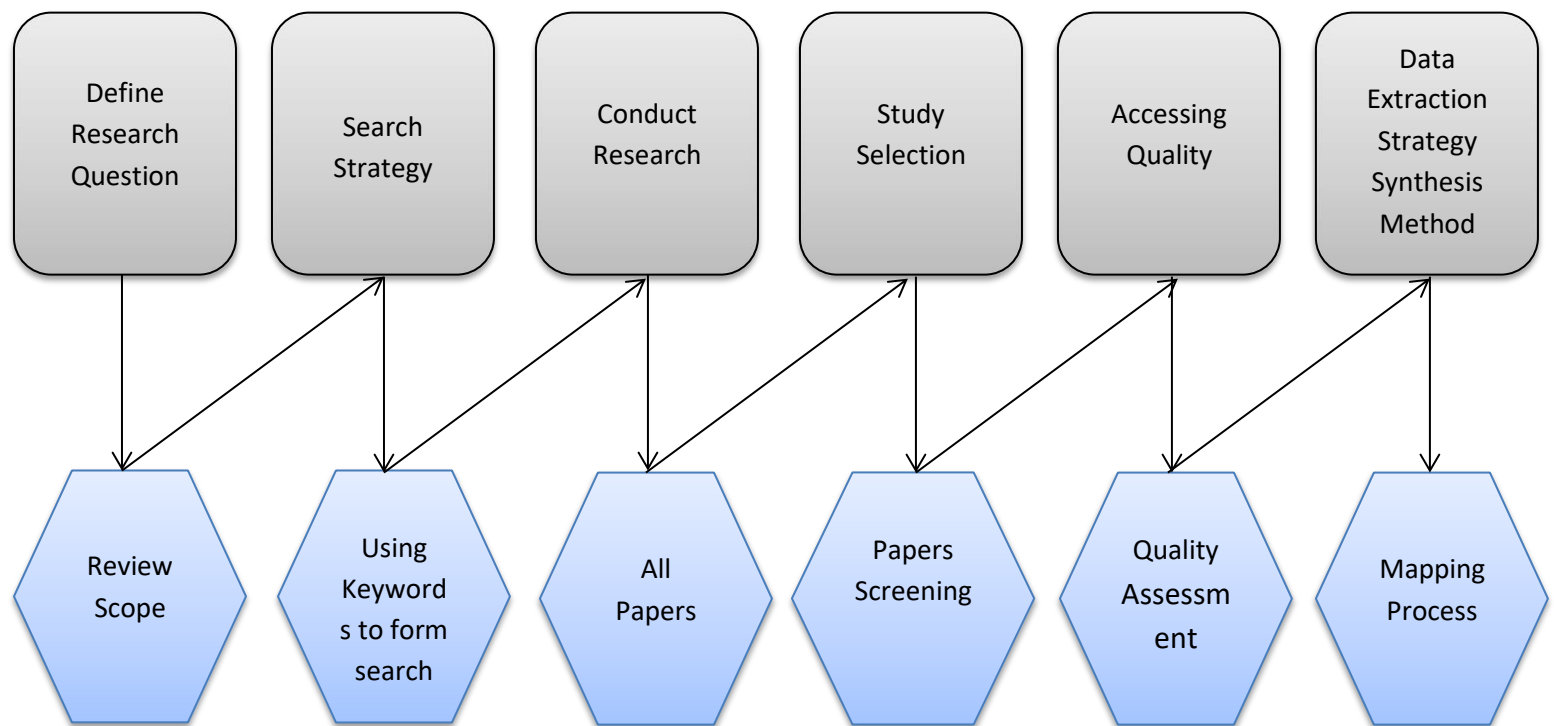 Define
Research
Question
Search
Strategy
Conduct
Research
Study
Selection
Accessing
Quality
Data
Extraction
Strategy
Synthesis
Method
Review
Scope
Using
Keyword
s to form
search
All
Papers
Papers
Screening
Quality
Assessm
ent
Mapping
Process